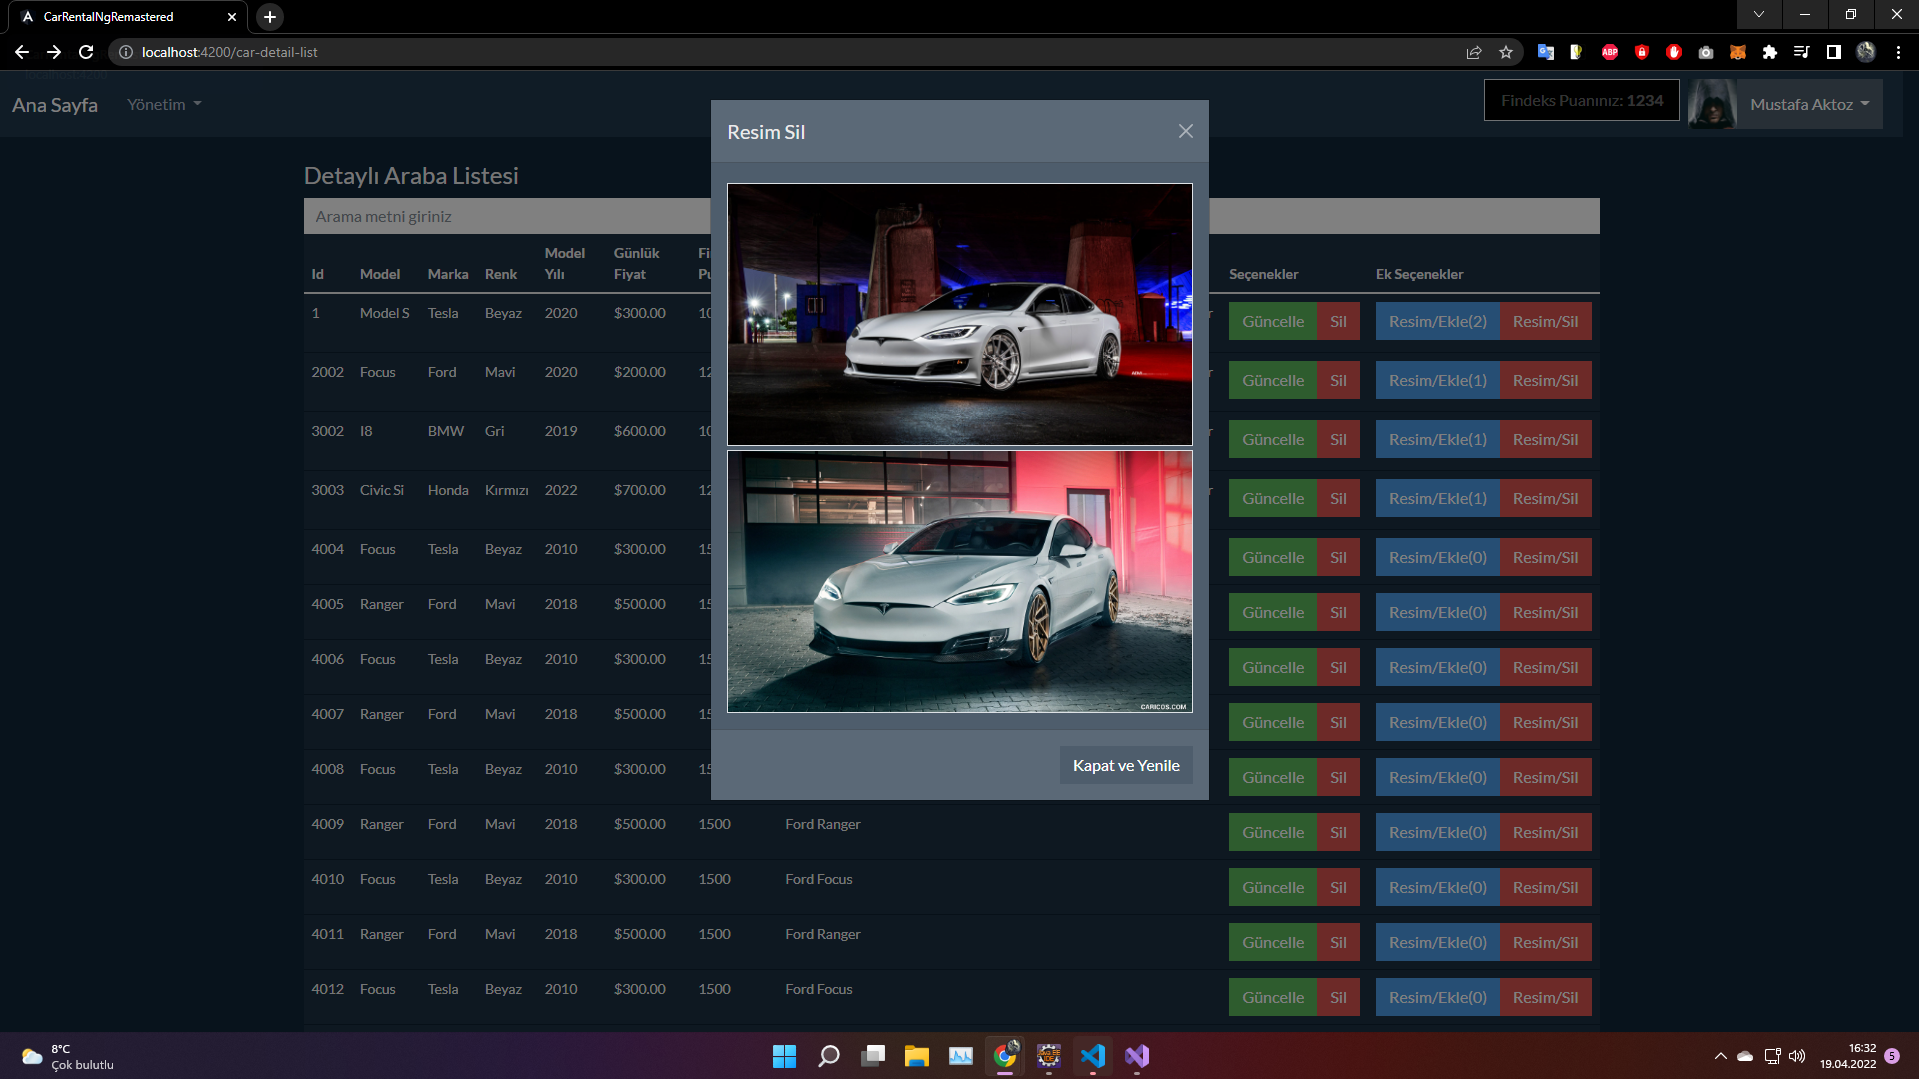 CarRentalNgRemastered
localhost:4200/car-detail-list
Ana Sayfa
Yönetim
Findeks Puanınız: 1234
Mustafa Aktoz
Resim Sil
Detaylı Araba Listesi
Arama metni giriniz
Id Model Marka Renk Model Yılı Günlük Fiyat Seçenekler Ek Seçenekler
1 Model S Tesla Beyaz 2020 $300.00 Güncelle Sil Resim/Ekle(2) Resim/Sil
2002 Focus Ford Mavi 2020 $200.00 Güncelle Sil Resim/Ekle(1) Resim/Sil
3002 I8 BMW Gri 2019 $600.00 Güncelle Sil Resim/Ekle(1) Resim/Sil
3003 Civic Si Honda Kırmızı 2022 $700.00 Güncelle Sil Resim/Ekle(1) Resim/Sil
4004 Focus Tesla Beyaz 2010 $300.00 Güncelle Sil Resim/Ekle(0) Resim/Sil
4005 Ranger Ford Mavi 2018 $500.00 Güncelle Sil Resim/Ekle(0) Resim/Sil
4006 Focus Tesla Beyaz 2010 $300.00 Güncelle Sil Resim/Ekle(0) Resim/Sil
4007 Ranger Ford Mavi 2018 $500.00 Güncelle Sil Resim/Ekle(0) Resim/Sil
CARICOS.COM
4008 Focus Tesla Beyaz 2010 $300.00 Güncelle Sil Resim/Ekle(0) Resim/Sil
Kapat ve Yenile
4009 Ranger Ford Mavi 2018 $500.00 1500 Ford Ranger Güncelle Sil Resim/Ekle(0) Resim/Sil
4010 Focus Tesla Beyaz 2010 $300.00 1500 Ford Focus Güncelle Sil Resim/Ekle(0) Resim/Sil
4011 Ranger Ford Mavi 2018 $500.00 1500 Ford Ranger Güncelle Sil Resim/Ekle(0) Resim/Sil
4012 Focus Tesla Beyaz 2010 $300.00 1500 Ford Focus Güncelle Sil Resim/Ekle(0) Resim/Sil
8°C
Çok bulutlu
16:32
19.04.2022
5